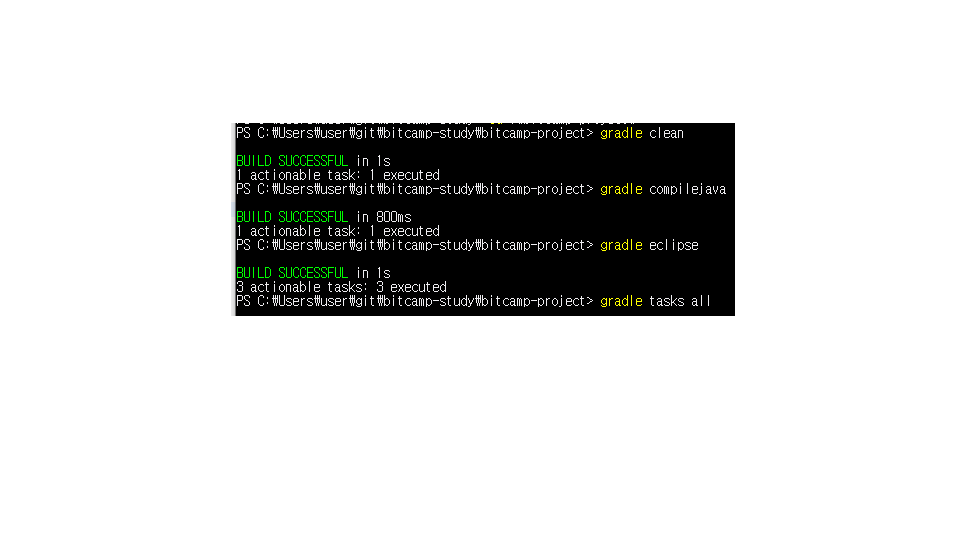 PS C:₩Users₩user₩git₩bitcamp-study₩bitcamp-project> gradle clean
BUILD SUCCESSFUL in 1s
1 actionable task: 1 executed
PS C:₩Users₩user₩git₩bitcamp-study₩bitcamp-project> gradle compilejava
BUILD SUCCESSFUL in 800ms
1 actionable task: 1 executed
PS C:₩Users₩user₩git₩bitcamp-study₩bitcamp-project> gradle eclipse
BUILD SUCCESSFUL in 1s
3 actionable tasks: 3 executed
PS C:₩Users₩user₩git₩bitcamp-study₩bitcamp-project> gradle tasks all